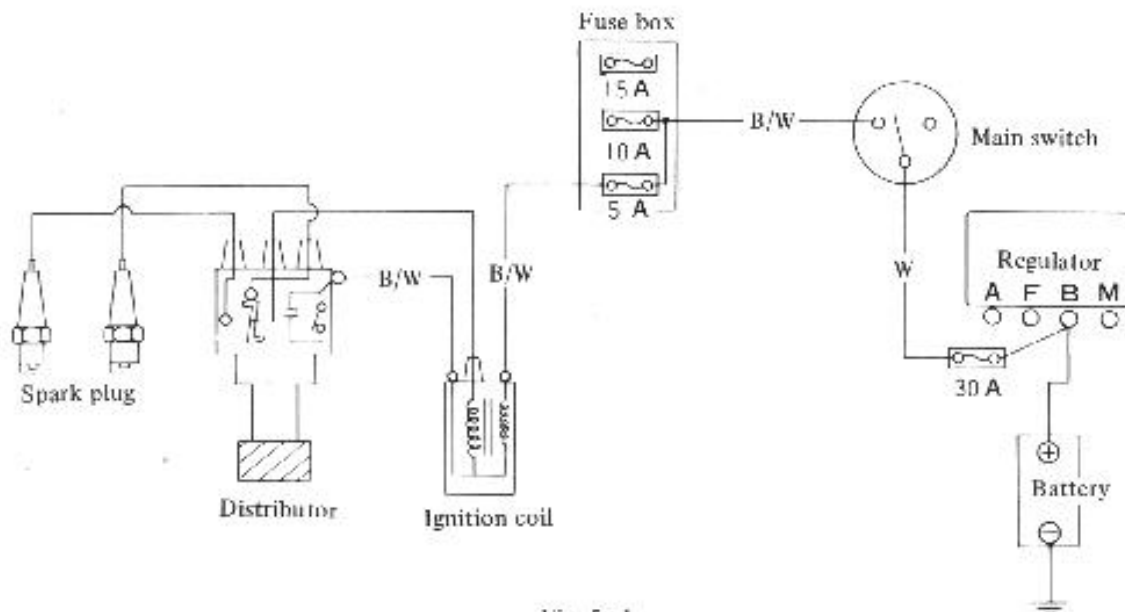 Fuse box
15 A
10 A
5 A
B/W
Main switch
B/W
B/W
W
Regulator
A F B M
30 A
Spark plug
Distributor
Ignition coil
Battery